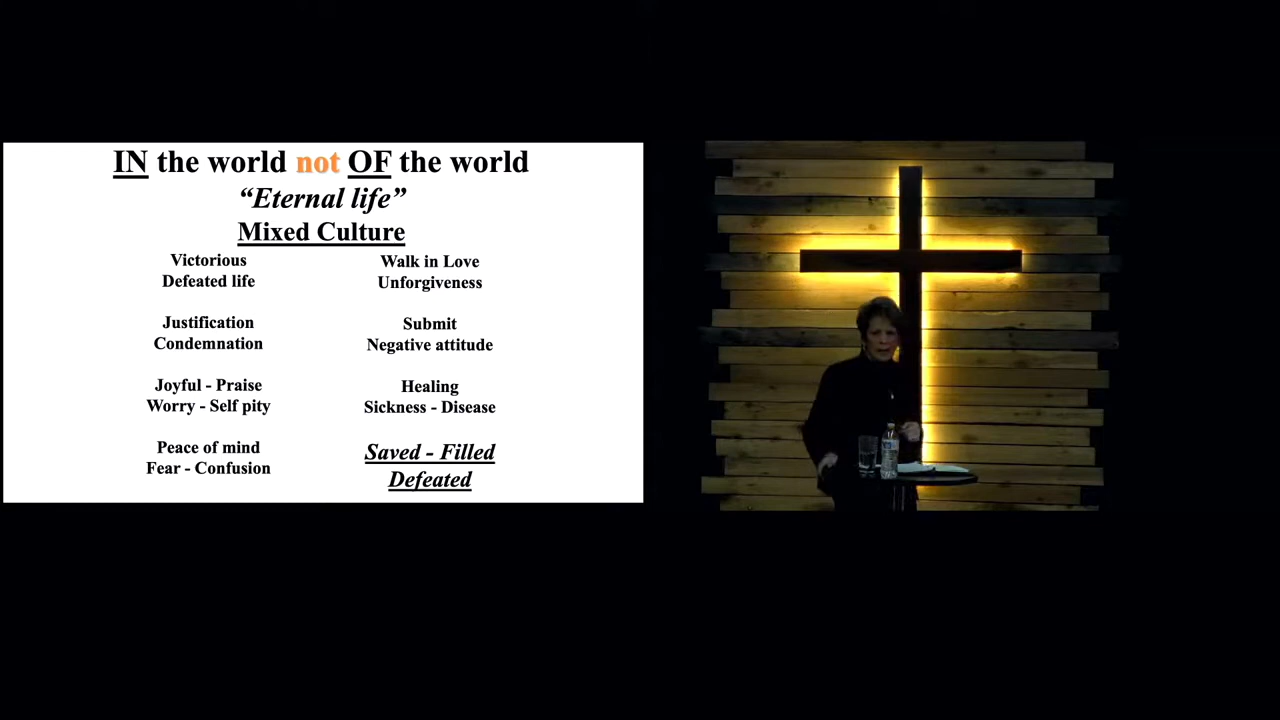 IN the world not OF the world
“Eternal life”
Mixed Culture
Victorious
Defeated life
Justification
Condemnation
Joyful - Praise
Worry - Self pity
Peace of mind
Fear - Confusion
Walk in Love
Unforgiveness
Submit
Negative attitude
Healing
Sickness - Disease
Saved - Filled
Defeated